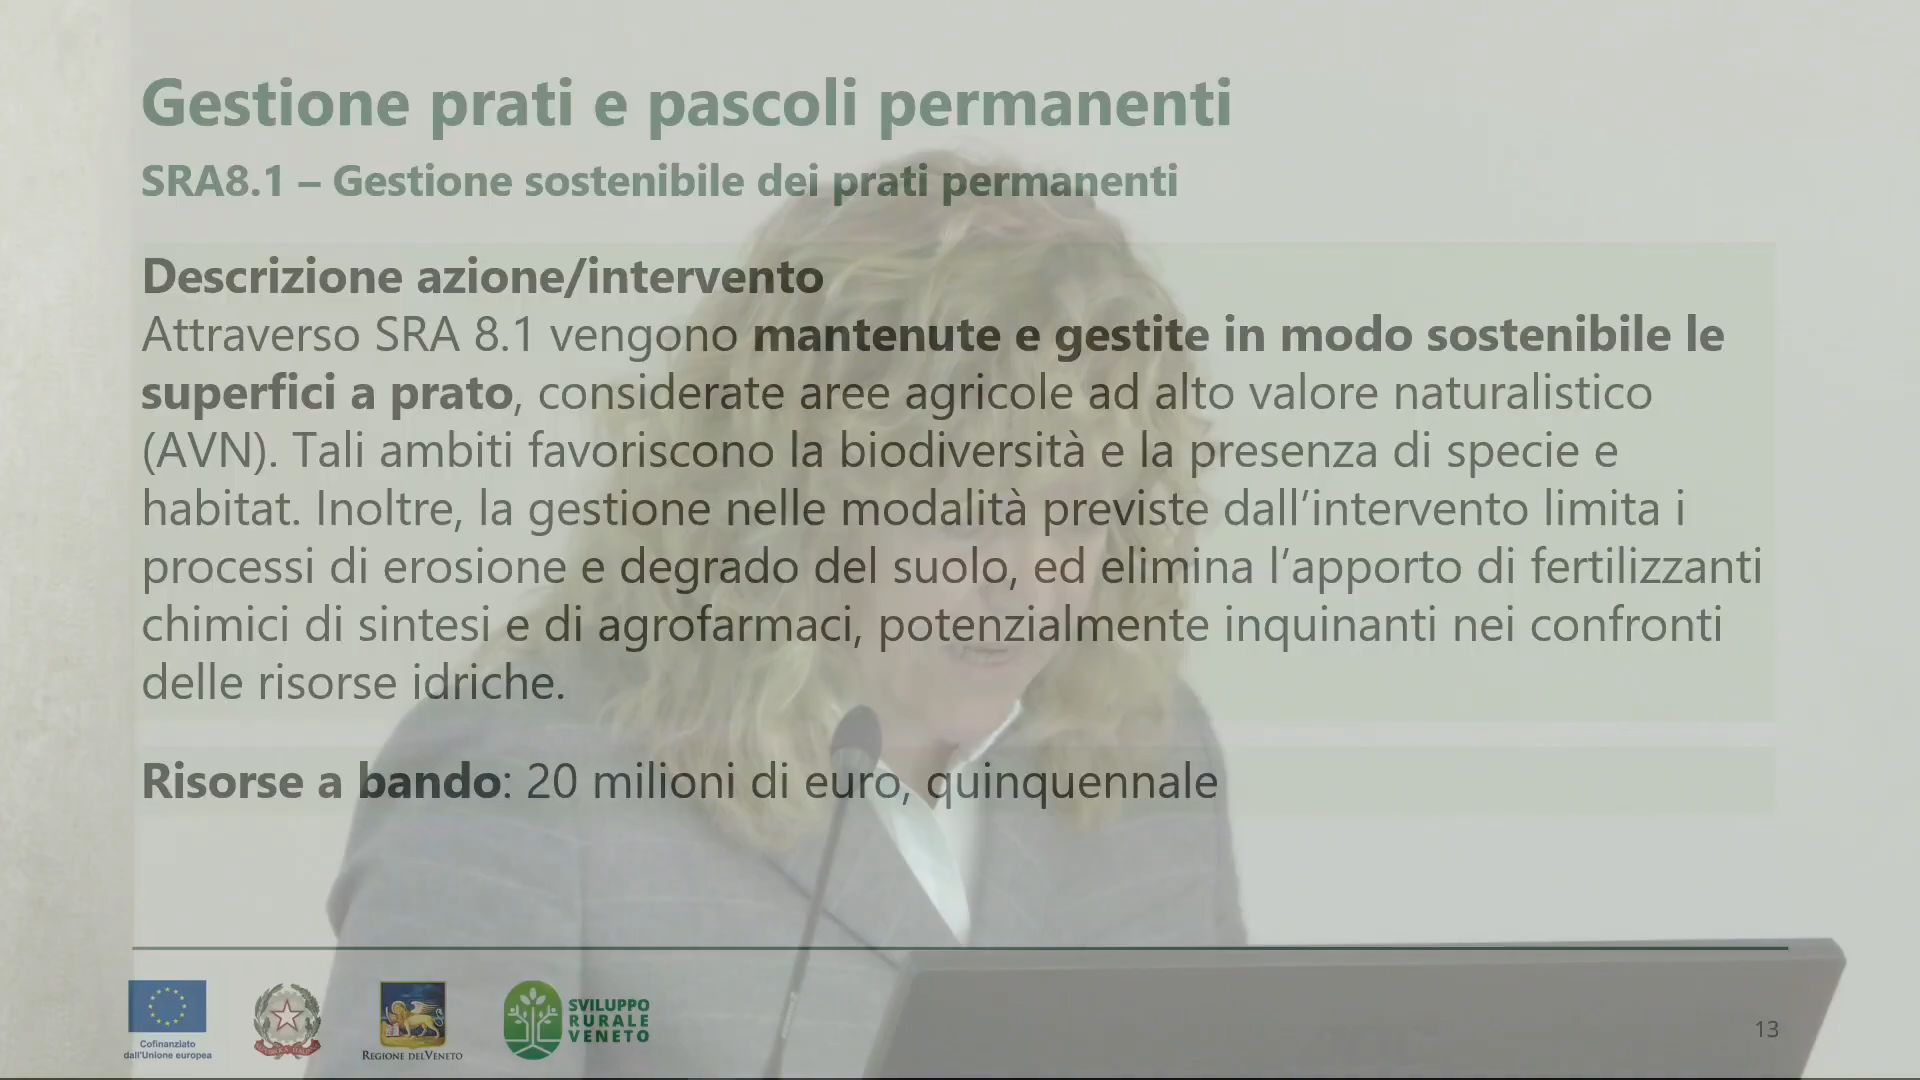 Gestione prati e pascoli permanenti
SRA8.1 – Gestione sostenibile dei prati permanenti
Descrizione azione/intervento
Attraverso SRA 8.1 vengono mantenute e gestite in modo sostenibile le
superfici a prato, considerate aree agricole ad alto valore naturalistico
(AVN). Tali ambiti favoriscono la biodiversità e la presenza di specie e
habitat. Inoltre, la gestione nelle modalità previste dall’intervento limita i
processi di erosione e degrado del suolo, ed elimina l’apporto di fertilizzanti
chimici di sintesi e di agrofarmaci, potenzialmente inquinanti nei confronti
delle risorse idriche.
Risorse a bando: 20 milioni di euro, quinquennale
Cofinanziato
dall'Unione europea
REGIONE DEL VENETO
SVILUPPO
RURALE
VENETO
13